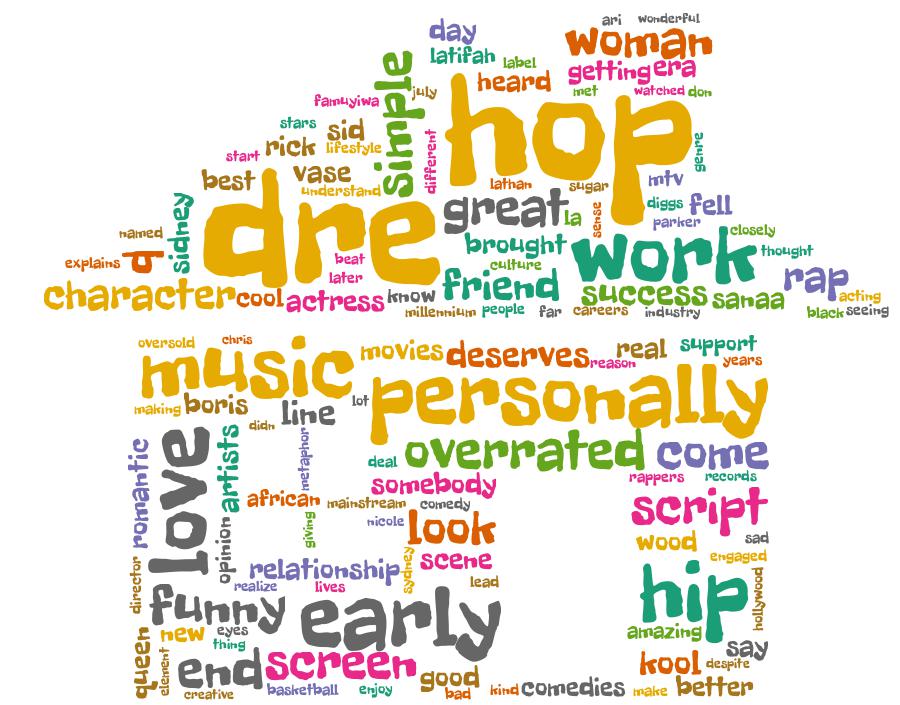 ari wonderful
day woman
latifah label
heard getting era
simple july met watched don
famuyiwa hop
stars sid different genre
start rick lifestyle
best vase understand lathan sugar mtv
dre great la sense diggs fell
sidney parker
named brought work closely
q beat culture thought
explains later friend rap
character cool actress know success sanaa acting
millennium people far careers industry black seeing
oversold chris
music movies deserves real support
reason years
making boris line lot personally
didn
romantic love artists metaphor deal overrated come
somebody rappers records
african mainstream comedy script
opinion giving nicole look wood sad
relationship sydney scene engaged
director realize lives lead hip hollywood
funny early
queen new eyes amazing
thing say
element end screen good kool despite
creative basketball enjoy bad kind comedies make better